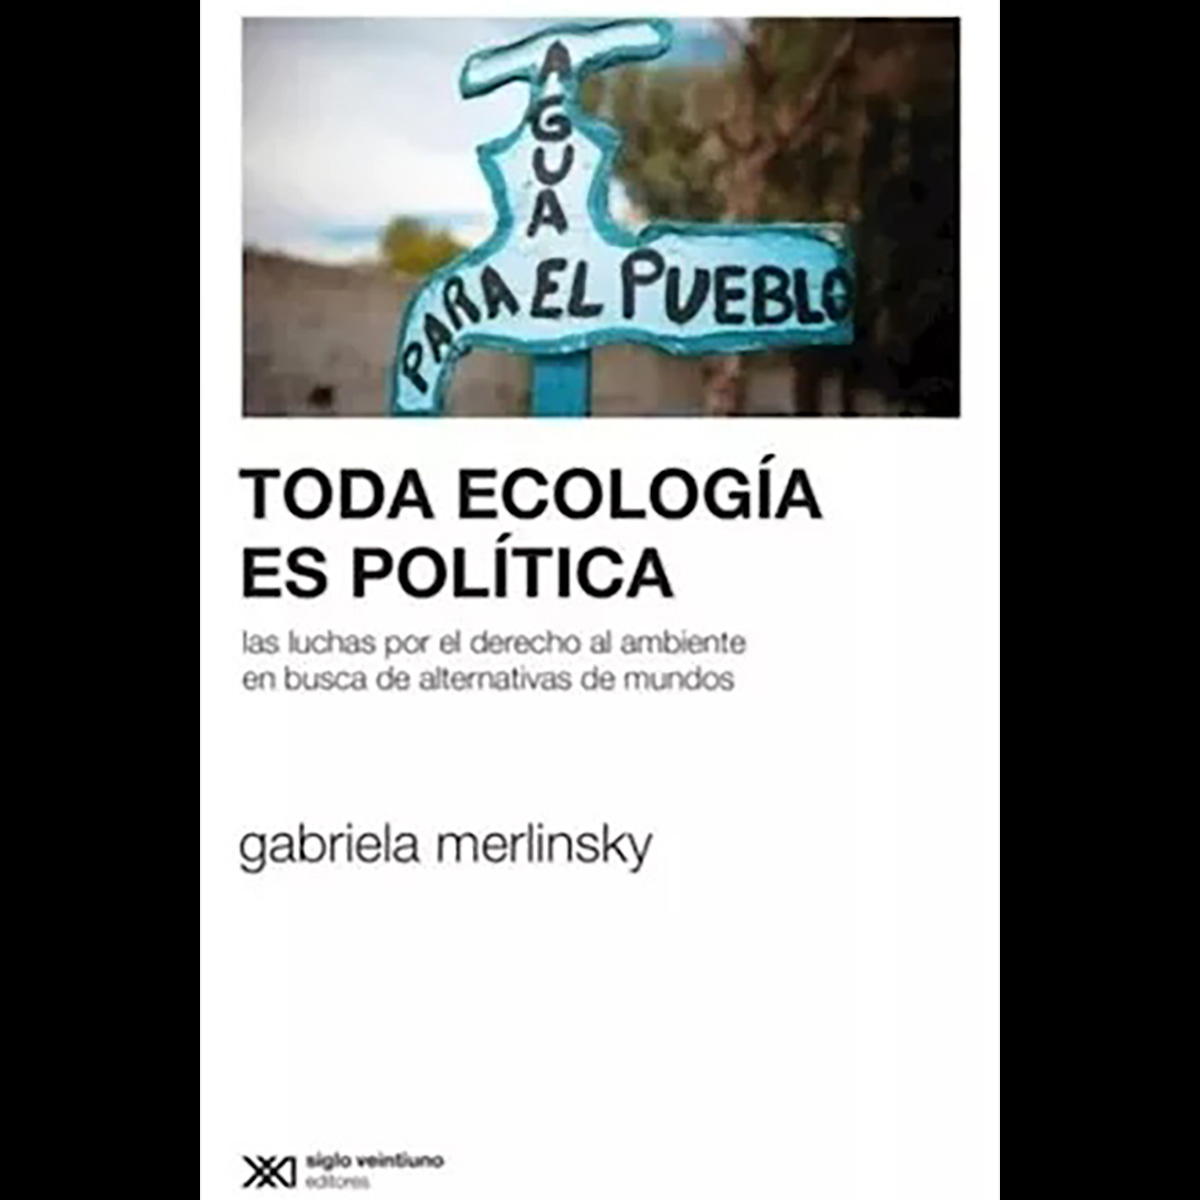 AGUA
PARA EL PUEBLO
TODA ECOLOGÍA
ES POLÍTICA
las luchas por el derecho al ambiente
en busca de alternativas de mundos
gabriela merlinsky
siglo veintiuno
editores